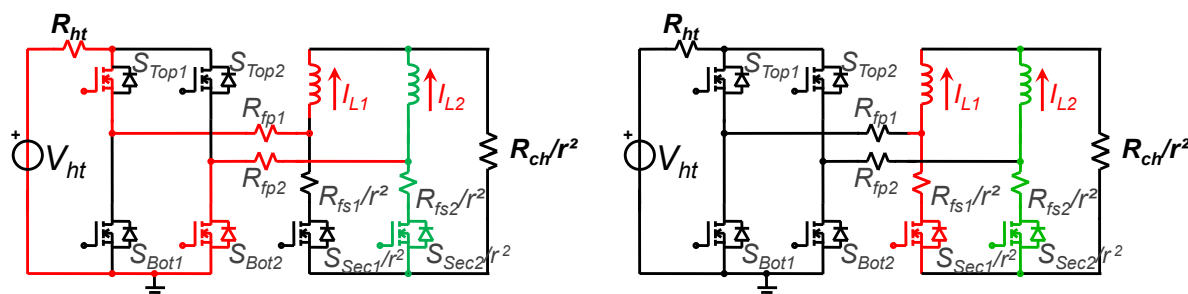 R_ht
S_Top1
S_Top2
I_L1
I_L2
R_fp1
+
V_ht
R_ch/r²
R_fp2
R_fs1/r²
R_fs2/r²
S_Bot1
S_Bot2
S_Sec1/r²
S_Sec2/r²
R_ht
S_Top1
S_Top2
I_L1
I_L2
R_fp1
+
V_ht
R_ch/r²
R_fp2
R_fs1/r²
R_fs2/r²
S_Bot1
S_Bot2
S_Sec1/r²
S_Sec2/r²